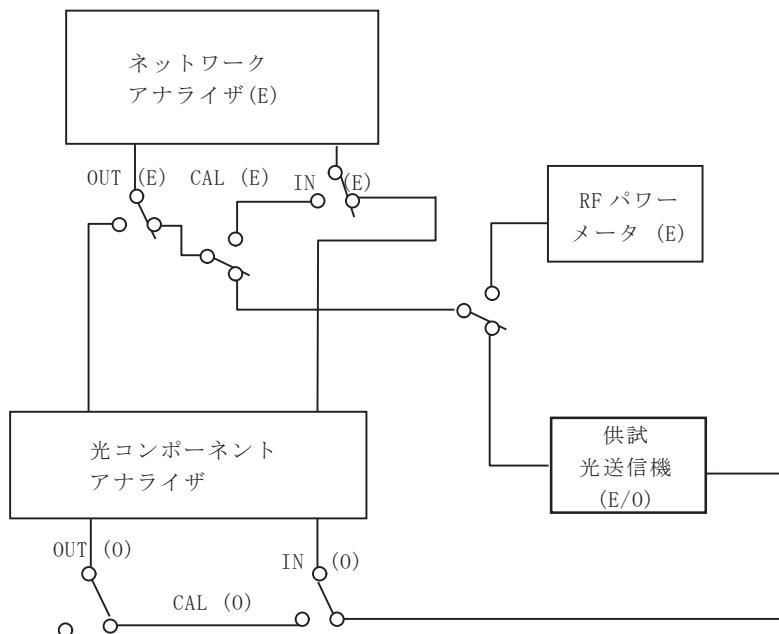 ネットワーク
アナライザ(E)
OUT (E)
CAL (E)
IN (E)
RF パワー
メータ (E)
光コンポーネント
アナライザ
供試
光送信機
(E/O)
OUT (O)
IN (O)
CAL (O)